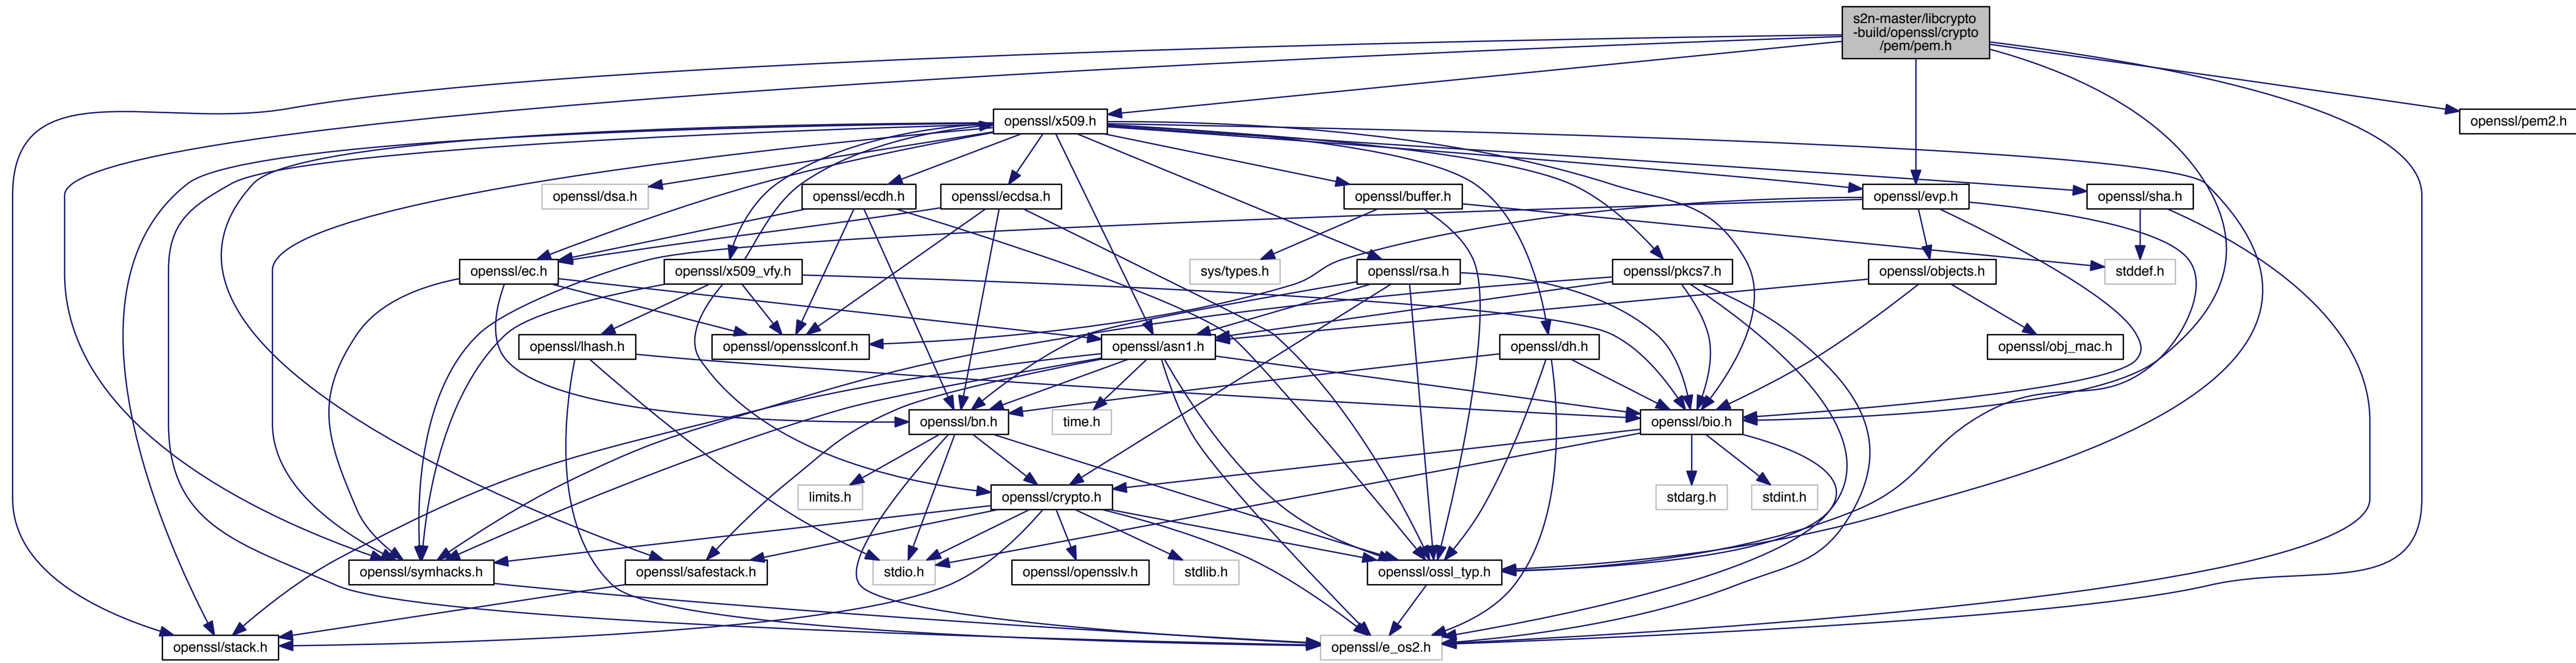 s2n-master/libcrypto
-build/openssl/crypto
/pem/pem.h
openssl/x509.h
openssl/pem2.h
openssl/dsa.h
openssl/ecdh.h
openssl/ecdsa.h
openssl/buffer.h
openssl/evp.h
openssl/sha.h
openssl/ec.h
openssl/x509_vfy.h
sys/types.h
openssl/rsa.h
openssl/pkcs7.h
openssl/objects.h
stddef.h
openssl/lhash.h
openssl/opensslconf.h
openssl/asn1.h
openssl/dh.h
openssl/obj_mac.h
openssl/bn.h
time.h
openssl/bio.h
limits.h
openssl/crypto.h
stdarg.h
stdint.h
openssl/symhacks.h
openssl/safestack.h
stdio.h
openssl/opensslv.h
stdlib.h
openssl/ossl_typ.h
openssl/stack.h
openssl/e_os2.h